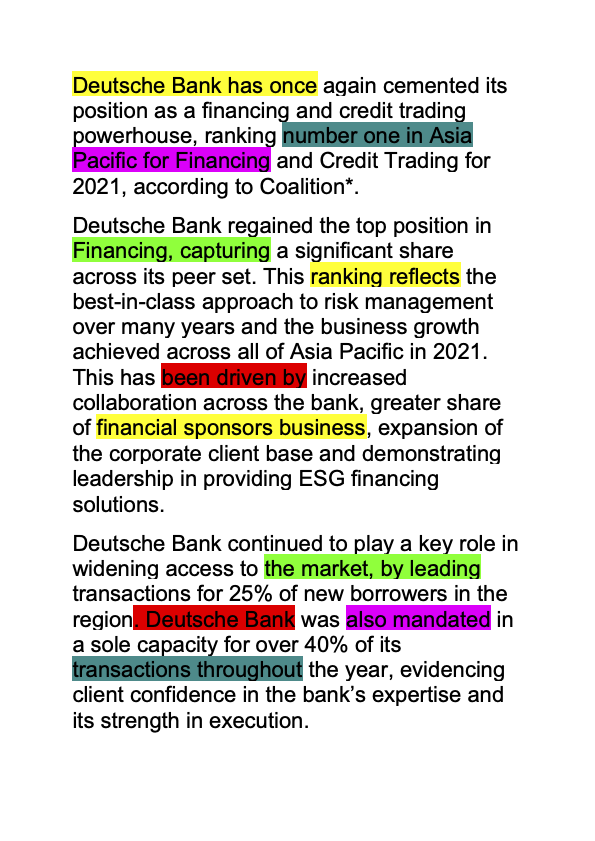 Deutsche Bank has once again cemented its
position as a financing and credit trading
powerhouse, ranking number one in Asia
Pacific for Financing and Credit Trading for
2021, according to Coalition*.
Deutsche Bank regained the top position in
Financing, capturing a significant share
across its peer set. This ranking reflects the
best-in-class approach to risk management
over many years and the business growth
achieved across all of Asia Pacific in 2021.
This has been driven by increased
collaboration across the bank, greater share
of financial sponsors business, expansion of
the corporate client base and demonstrating
leadership in providing ESG financing
solutions.
Deutsche Bank continued to play a key role in
widening access to the market, by leading
transactions for 25% of new borrowers in the
region. Deutsche Bank was also mandated in
a sole capacity for over 40% of its
transactions throughout the year, evidencing
client confidence in the bank’s expertise and
its strength in execution.